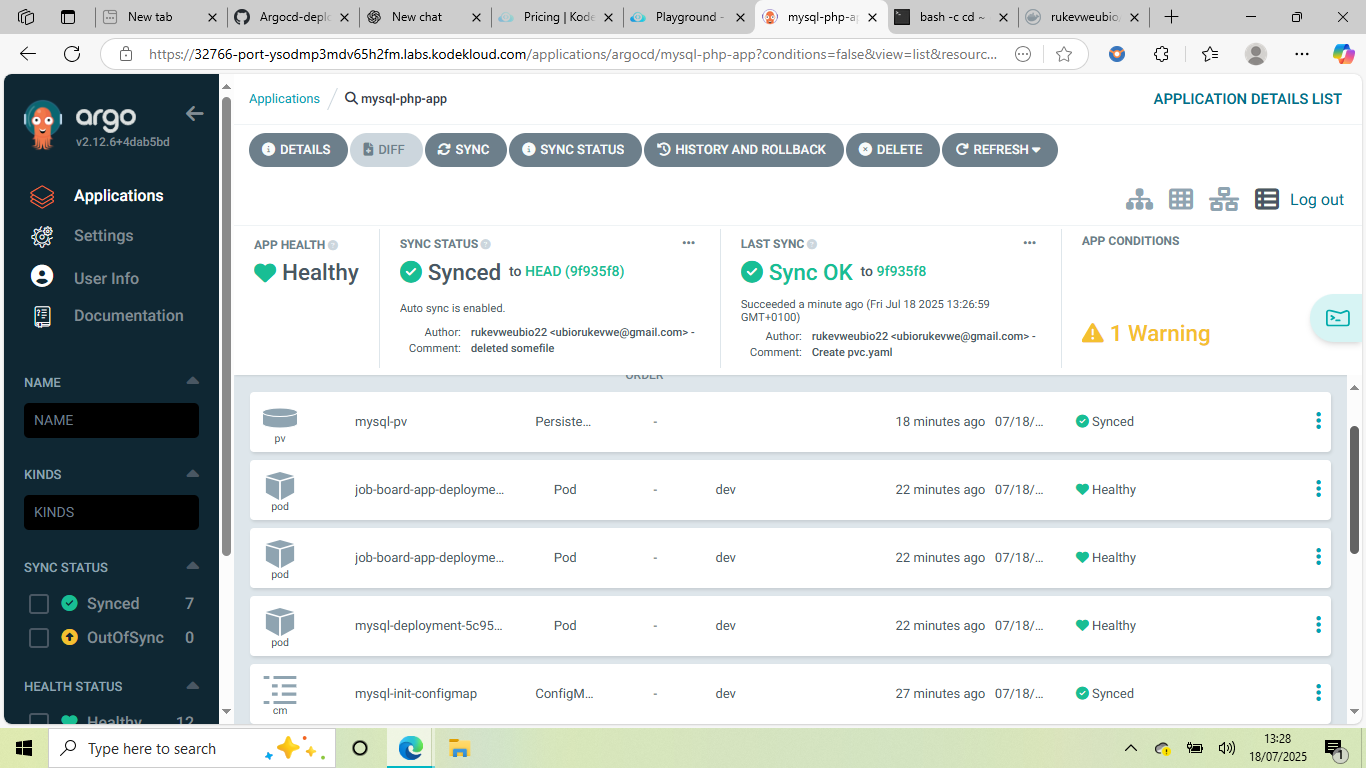 New tab
Argocd-depl
New chat
Pricing | Kode
Playground -
mysql-php-ap
bash -c cd ~
rukevweubio
https://32766-port-ysodmp3mdv65h2fm.labs.kodekloud.com/applications/argocd/mysql-php-app?conditions=false&view=list&resourc...
argo
v2.12.6+4dab5bd
Applications
Settings
User Info
Documentation
NAME
NAME
KINDS
KINDS
SYNC STATUS
Synced 7
OutOfSync 0
HEALTH STATUS
Healthy 12
Applications / mysql-php-app
APPLICATION DETAILS LIST
DETAILS
DIFF
SYNC
SYNC STATUS
HISTORY AND ROLLBACK
DELETE
REFRESH
Log out
APP HEALTH
Healthy
SYNC STATUS
...
Synced to HEAD (9f935f8)
Auto sync is enabled.
Author: rukevweubio22 <ubiorukevwe@gmail.com> -
Comment: deleted somefile
LAST SYNC
...
Sync OK to 9f935f8
Succeeded a minute ago (Fri Jul 18 2025 13:26:59
GMT+0100)
Author: rukevweubio22 <ubiorukevwe@gmail.com> -
Comment: Create pvc.yaml
APP CONDITIONS
1 Warning
ORDER
pv mysql-pv Persiste... - 18 minutes ago 07/18/... Synced
pod job-board-app-deployme... Pod - dev 22 minutes ago 07/18/... Healthy
pod job-board-app-deployme... Pod - dev 22 minutes ago 07/18/... Healthy
pod mysql-deployment-5c95... Pod - dev 22 minutes ago 07/18/... Healthy
cm mysql-init-configmap ConfigM... - dev 27 minutes ago 07/18/... Synced
Type here to search
13:28
18/07/2025
1